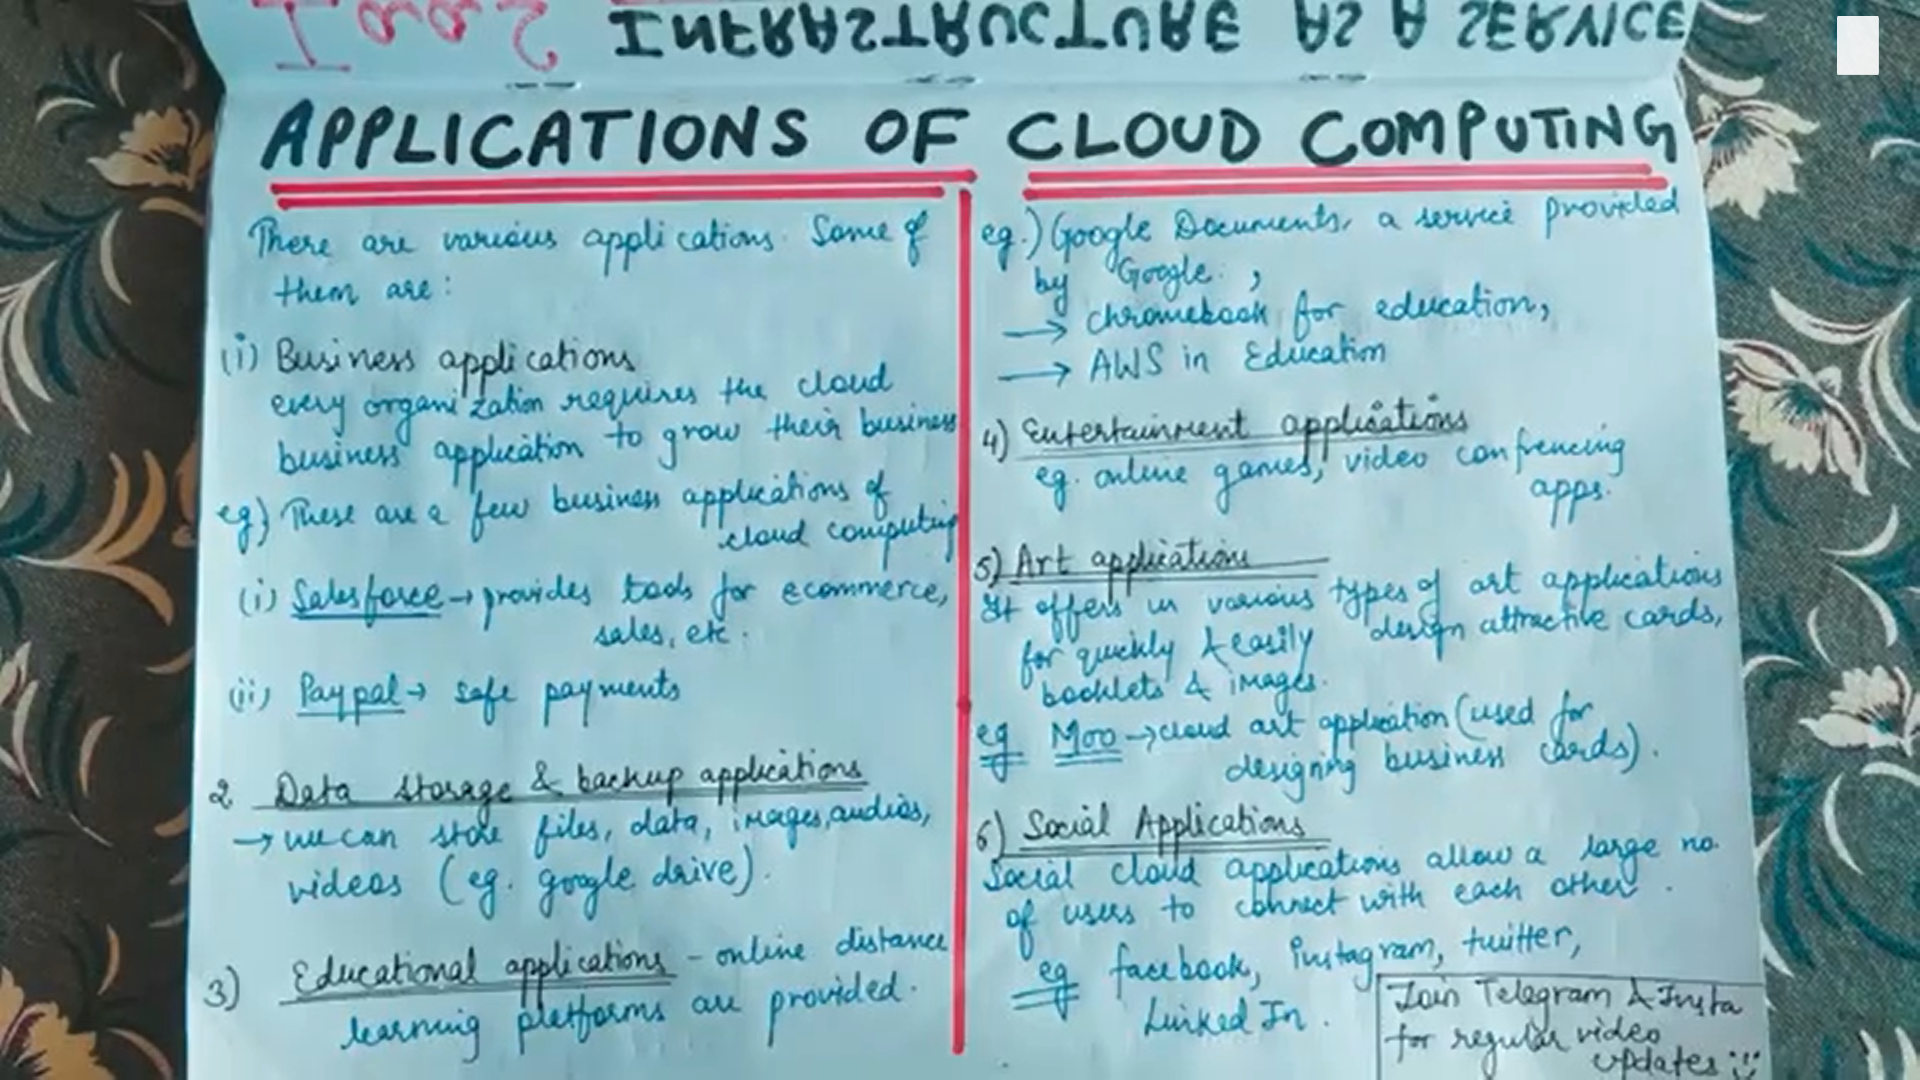 INFRASTRUCTURE AS A SERVICE
APPLICATIONS OF CLOUD COMPUTING
There are various applications. Some of
them are:
(i) Business applications
every organization requires the cloud
business application to grow their business
eg) These are a few business applications of
cloud computing
(i) Salesforce → provides tools for ecommerce,
sales, etc.
(ii) Paypal → safe payments
2 Data storage & backup applications
→ we can store files, data, images, audios,
videos (eg. google drive).
3) Educational applications - online distance
learning platforms are provided.
eg.) Google Documents, a service provided
by Google. ,
→ chromebook for education,
→ AWS in Education
4) Entertainment applications
eg. online games, video confrencing
apps.
5) Art applications
It offers us various types of art applications
for quickly & easily design attractive cards,
booklets & images.
eg Moo → cloud art application (used for
designing business cards).
6) Social Applications
Social cloud applications allow a large no.
of users to connect with each other.
eg facebook, instagram, twitter,
Linked In.
Join Telegram & Insta
for regular video
updates